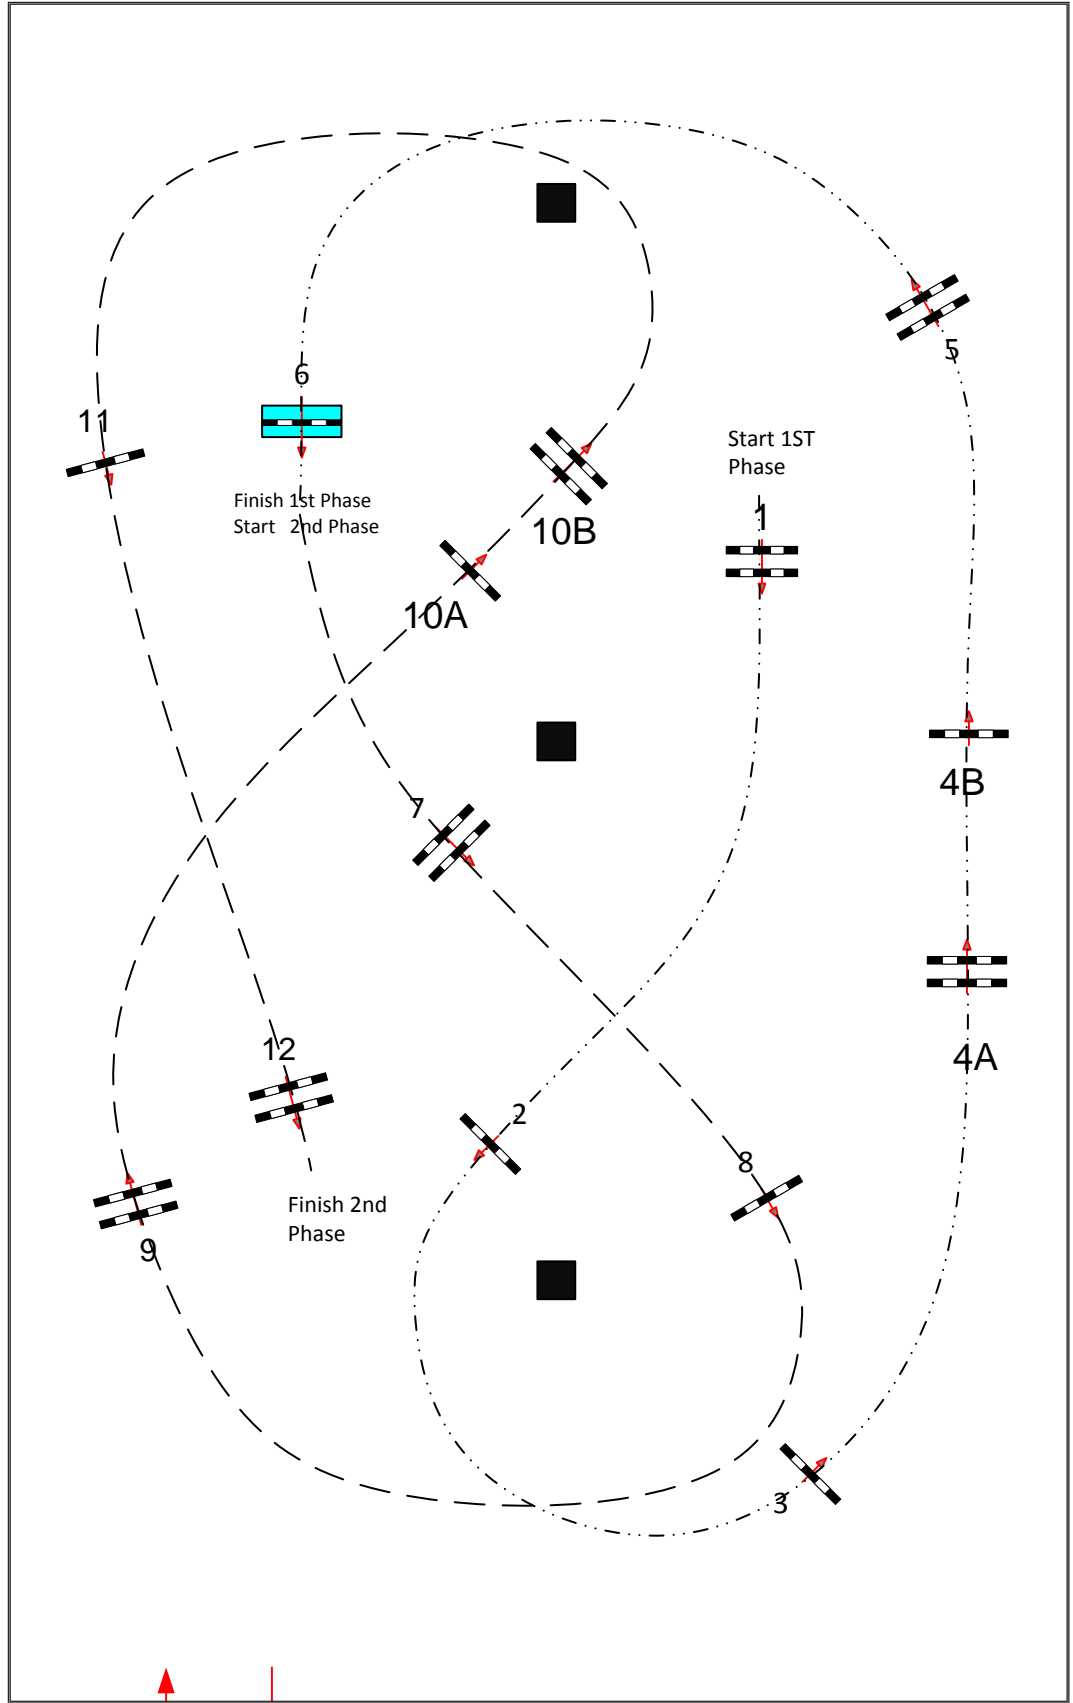 6
11
Start 1ST
Phase
5
Finish 1st Phase
Start 2nd Phase
10B
1
10A
4B
7
12
4A
2
8
Finish 2nd
Phase
9
3